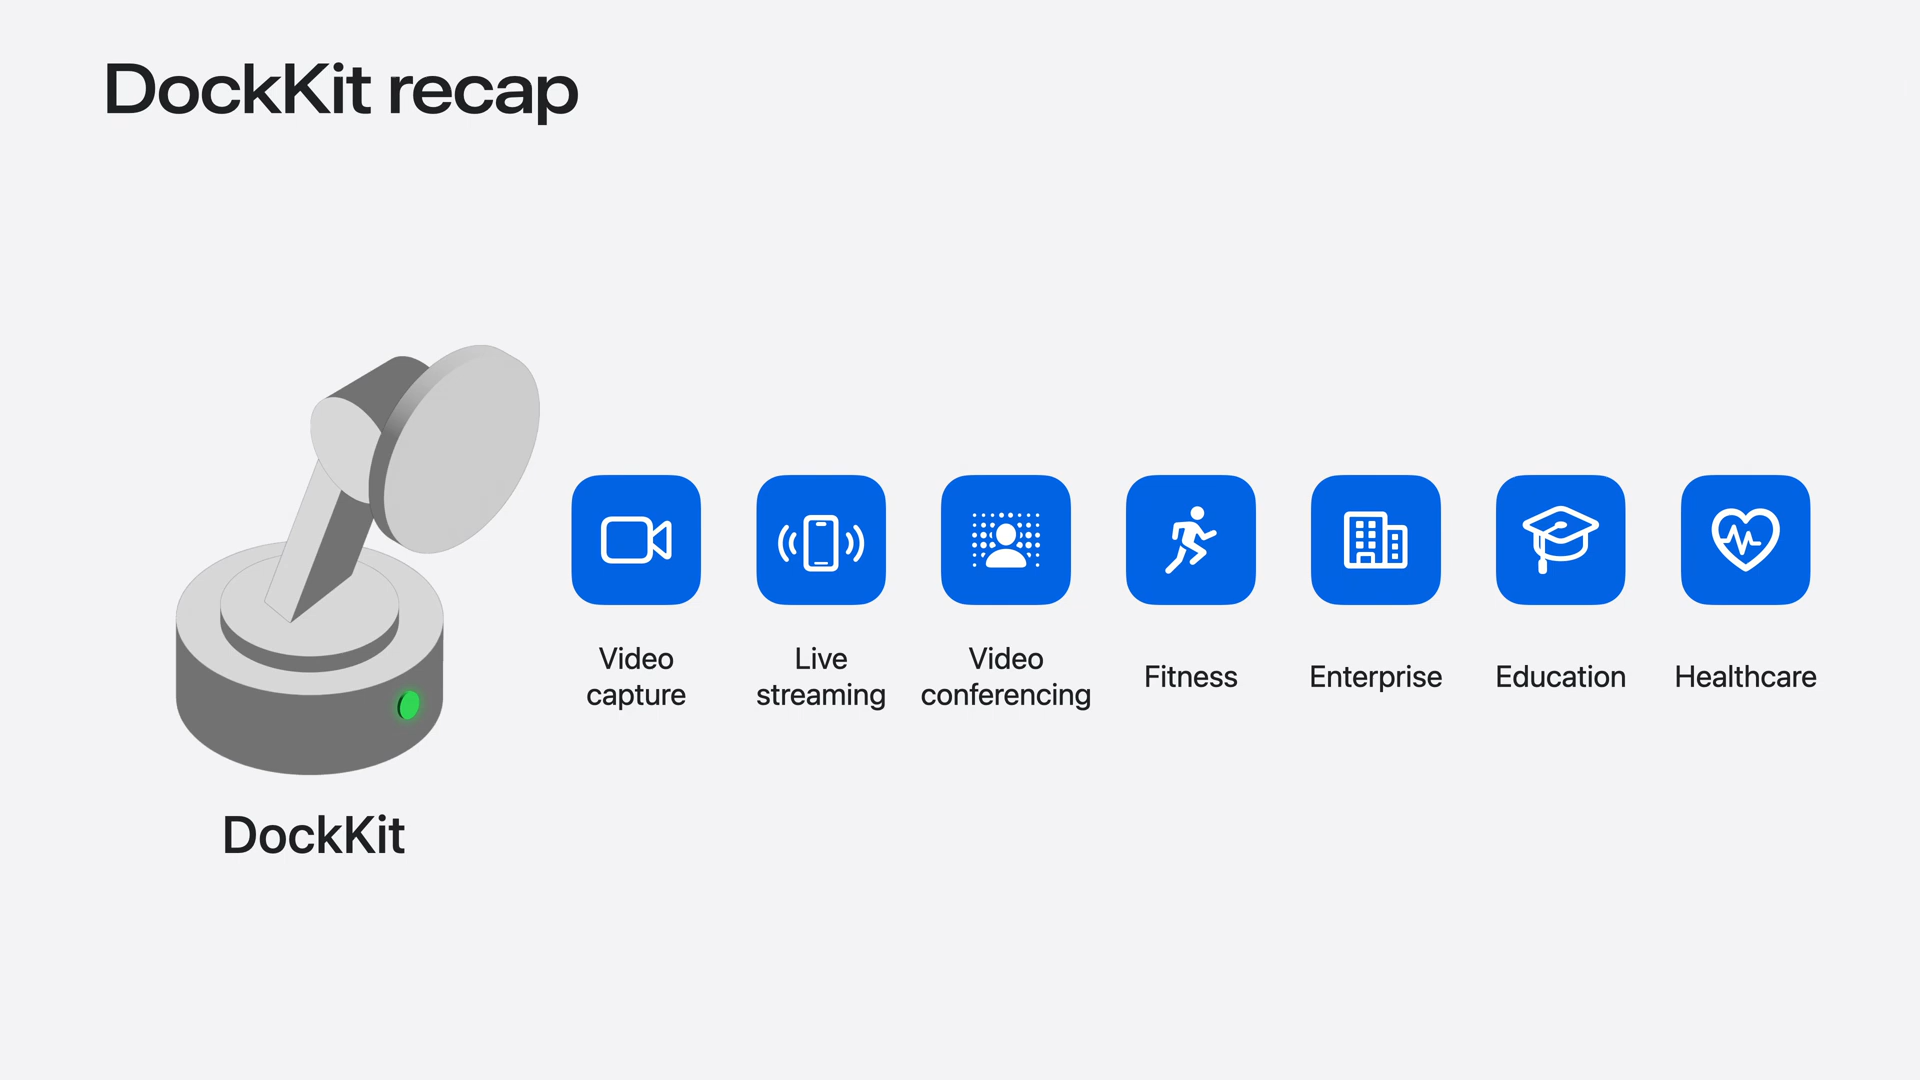 DockKit recap
Video
capture
Live
streaming
Video
conferencing
Fitness
Enterprise
Education
Healthcare
DockKit